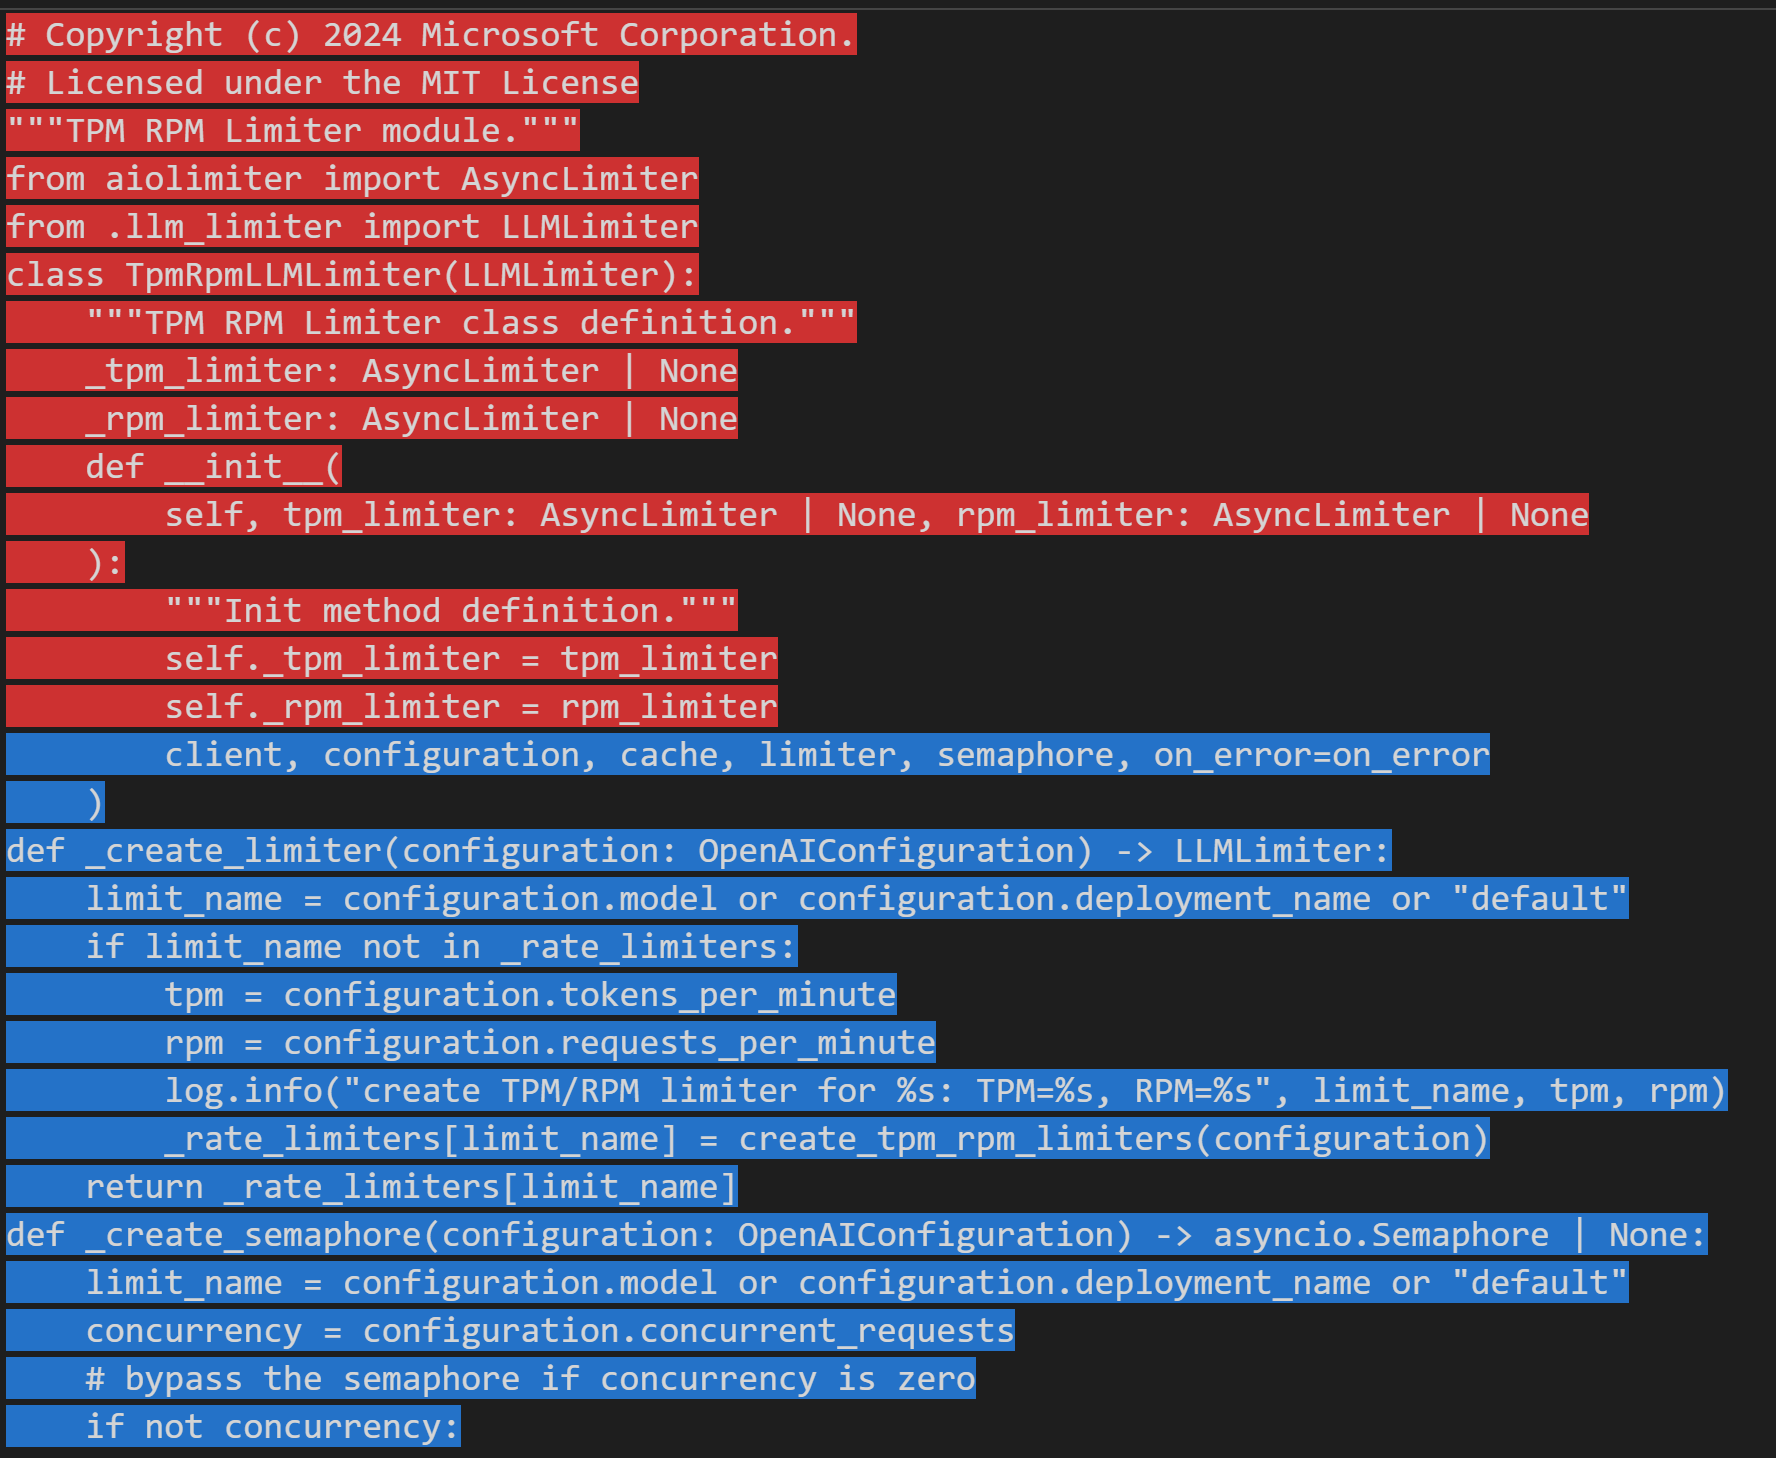 # Copyright (c) 2024 Microsoft Corporation.
# Licensed under the MIT License
"""TPM RPM Limiter module."""
from aiolimiter import AsyncLimiter
from .llm_limiter import LLMLimiter
class TpmRpmLLMLimiter(LLMLimiter):
    """TPM RPM Limiter class definition."""
    _tpm_limiter: AsyncLimiter | None
    _rpm_limiter: AsyncLimiter | None
    def __init__(
        self, tpm_limiter: AsyncLimiter | None, rpm_limiter: AsyncLimiter | None
    ):
        """Init method definition."""
        self._tpm_limiter = tpm_limiter
        self._rpm_limiter = rpm_limiter
        client, configuration, cache, limiter, semaphore, on_error=on_error
    )
def _create_limiter(configuration: OpenAIConfiguration) -> LLMLimiter:
    limit_name = configuration.model or configuration.deployment_name or "default"
    if limit_name not in _rate_limiters:
        tpm = configuration.tokens_per_minute
        rpm = configuration.requests_per_minute
        log.info("create TPM/RPM limiter for %s: TPM=%s, RPM=%s", limit_name, tpm, rpm)
        _rate_limiters[limit_name] = create_tpm_rpm_limiters(configuration)
    return _rate_limiters[limit_name]
def _create_semaphore(configuration: OpenAIConfiguration) -> asyncio.Semaphore | None:
    limit_name = configuration.model or configuration.deployment_name or "default"
    concurrency = configuration.concurrent_requests
    # bypass the semaphore if concurrency is zero
    if not concurrency: